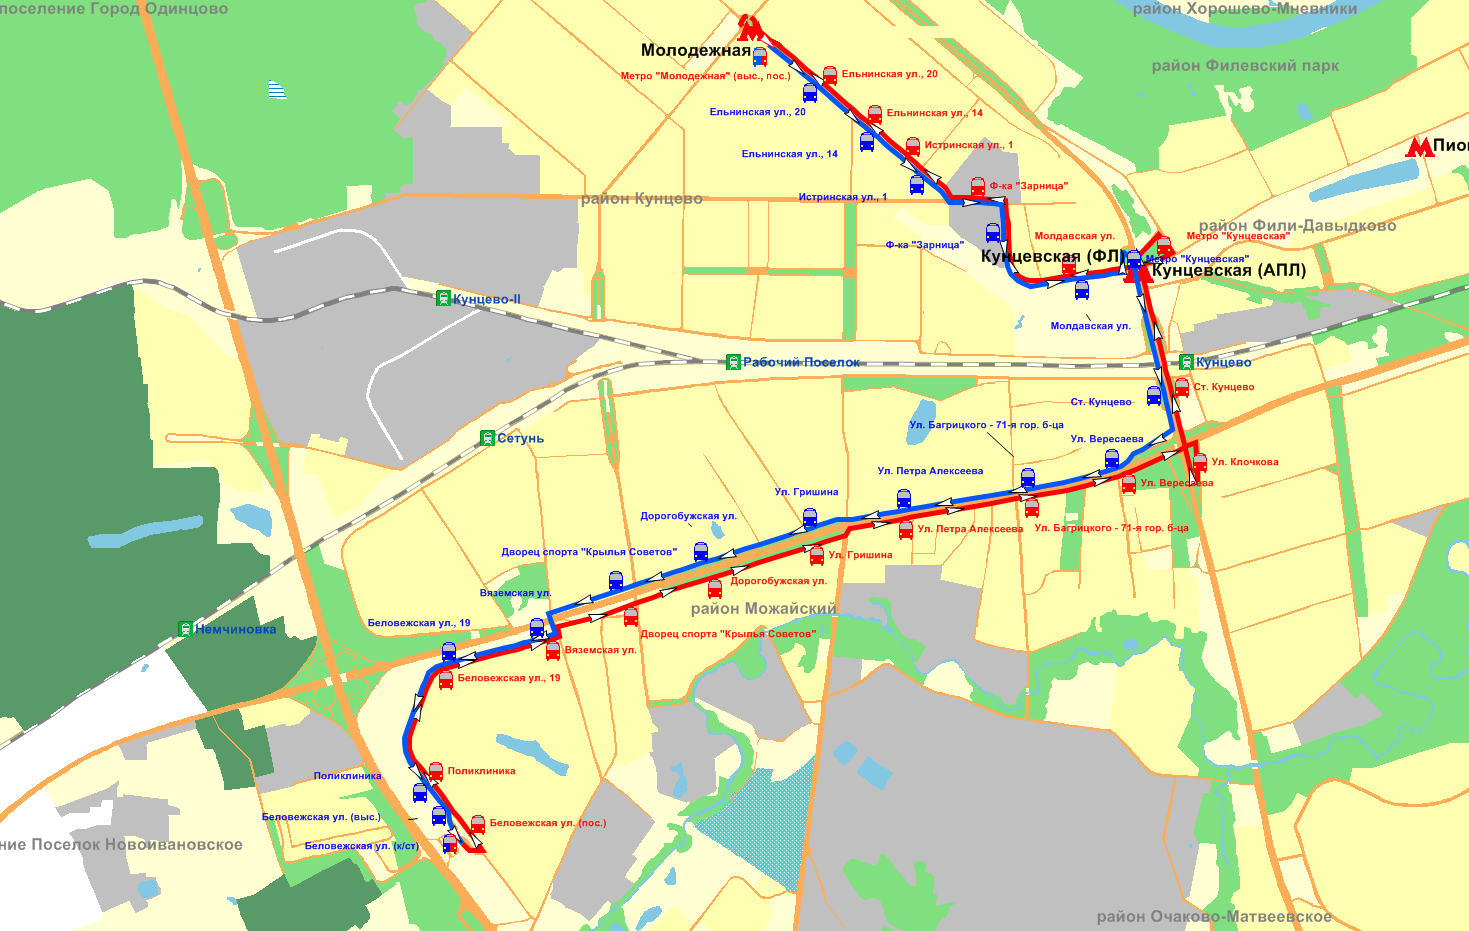 поселение Город Одинцово
район Хорошево-Мневники
Молодежная
район Филевский парк
Метро "Молодежная" (выс., пос.)
Ельнинская ул., 20
Ельнинская ул., 20
Ельнинская ул., 14
Ельнинская ул., 14
Истринская ул., 1
Пио
Ф-ка "Зарница"
Истринская ул., 1
район Кунцево
район Фили-Давыдково
Молдавская ул.
Метро "Кунцевская"
Ф-ка "Зарница"
Кунцевская (ФЛ)
Метро "Кунцевская"
Кунцевская (АПЛ)
Кунцево-II
Молдавская ул.
Рабочий Поселок
Кунцево
Ст. Кунцево
Ст. Кунцево
Ул. Багрицкого - 71-я гор. б-ца
Сетунь
Ул. Вересаева
Ул. Клочкова
Ул. Петра Алексеева
Ул. Вересаева
Ул. Гришина
Дорогобужская ул.
Ул. Петра Алексеева
Ул. Багрицкого - 71-я гор. б-ца
Дворец спорта "Крылья Советов"
Ул. Гришина
Дорогобужская ул.
Вяземская ул.
район Можайский
Беловежская ул., 19
Немчиновка
Дворец спорта "Крылья Советов"
Вяземская ул.
Беловежская ул., 19
Поликлиника
Поликлиника
Беловежская ул. (выс.)
Беловежская ул. (пос.)
ние Поселок Новоивановское
Беловежская ул. (к/ст)
район Очаково-Матвеевское